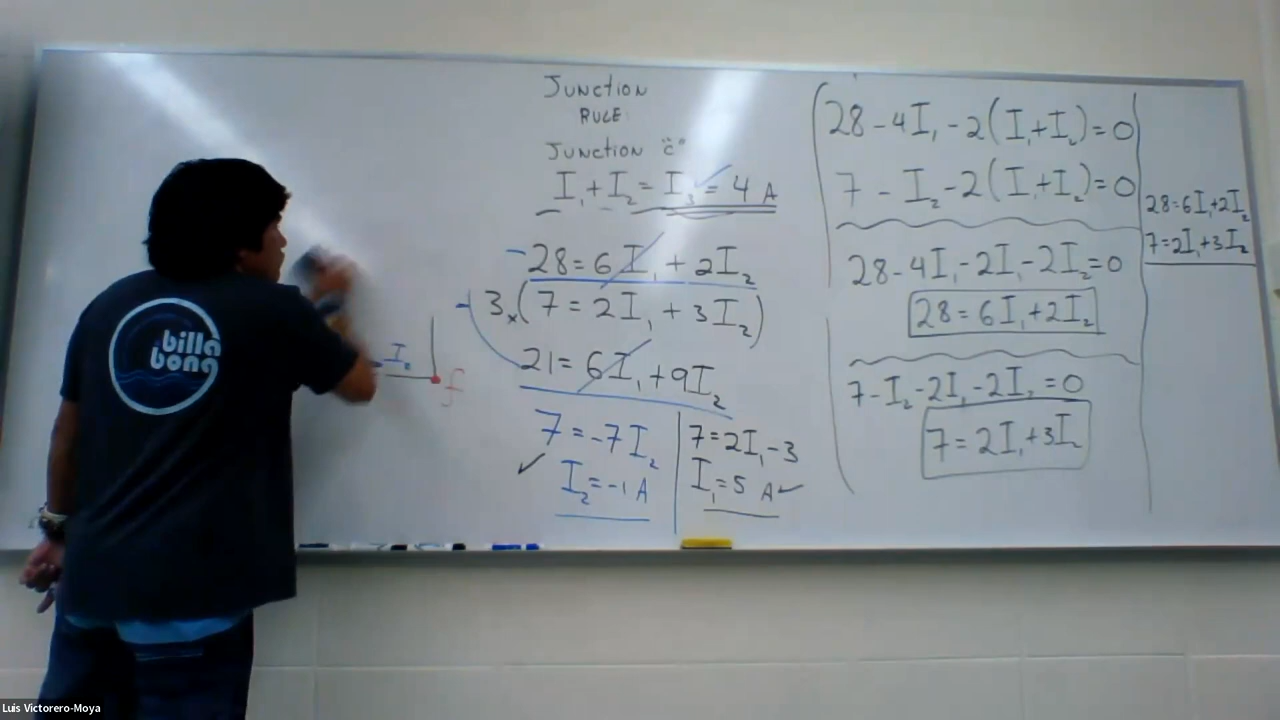 Junction
RULE
Junction "c"
I₁+I₂=I₃=4 A
-28=6I₁+2I₂
3x(7=2I₁+3I₂)
21=6I₁+9I₂
7=-7I₂
I₂=-1 A
7=2I₁-3
I₁=5 A
28-4I₁-2(I₁+I₂)=0
7-I₂-2(I₁+I₂)=0
28-4I₁-2I₁-2I₂=0
28=6I₁+2I₂
7-I₂-2I₁-2I₂=0
7=2I₁+3I₂
28=6I₁+2I₂
7=2I₁+3I₂
f
billa
bong
Luis Victorero-Moya